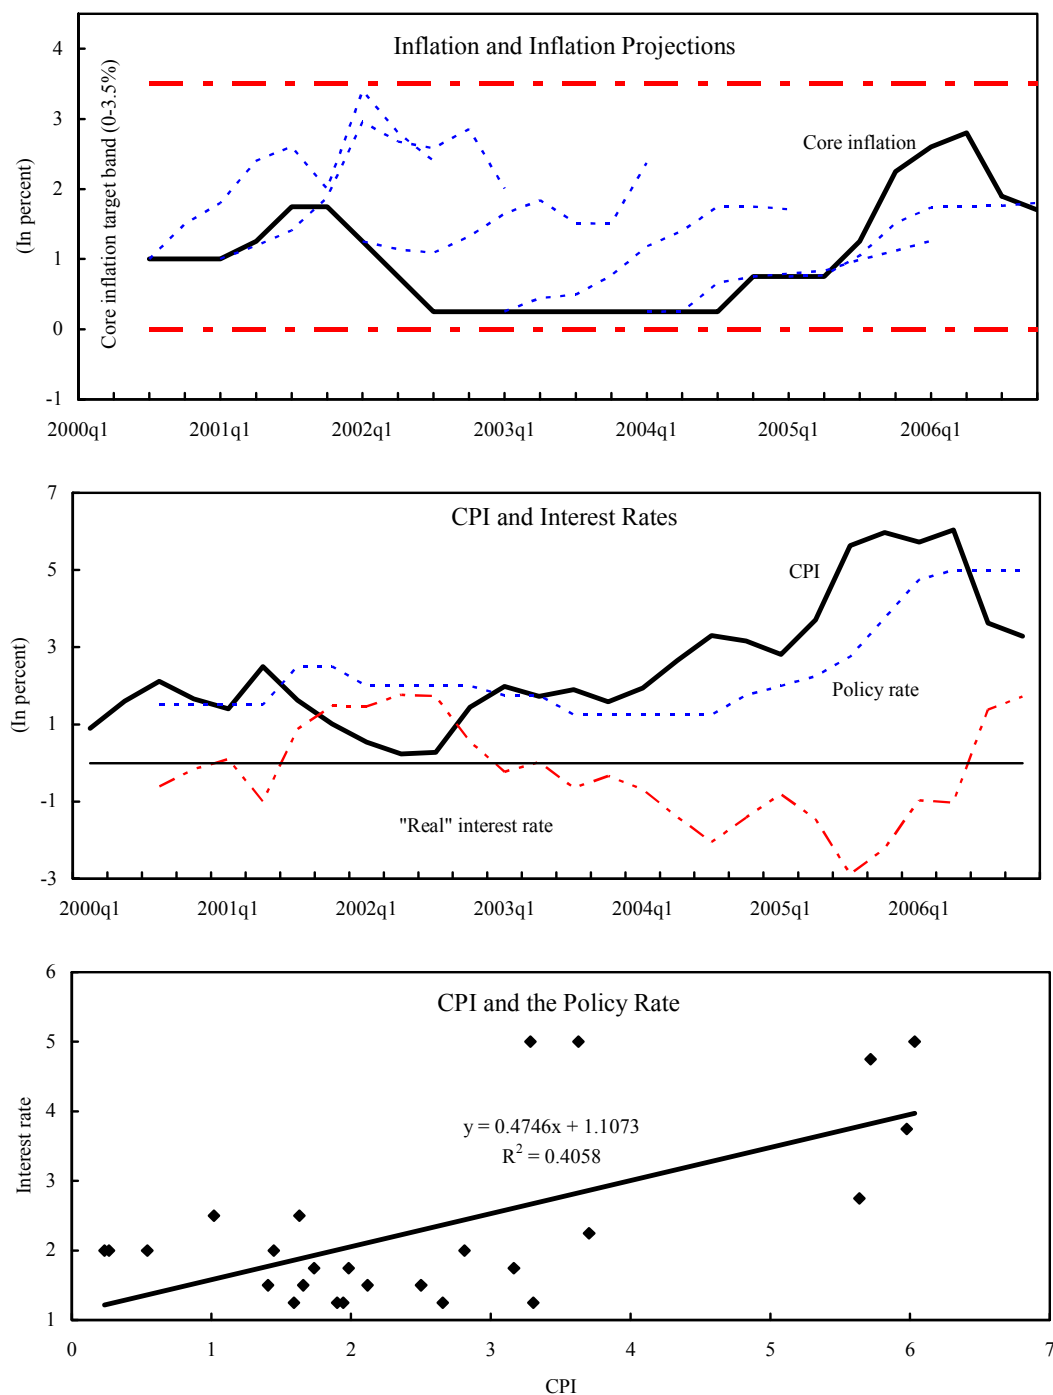 Inflation and Inflation Projections
(In percent)
Core inflation target band (0-3.5%)
4
3
2
1
0
-1
Core inflation
2000q1 2001q1 2002q1 2003q1 2004q1 2005q1 2006q1
CPI and Interest Rates
(In percent)
7
5
3
1
-1
-3
CPI
Policy rate
"Real" interest rate
2000q1 2001q1 2002q1 2003q1 2004q1 2005q1 2006q1
CPI and the Policy Rate
Interest rate
6
5
4
3
2
1
y = 0.4746x + 1.1073
R² = 0.4058
0 1 2 3 4 5 6 7
CPI